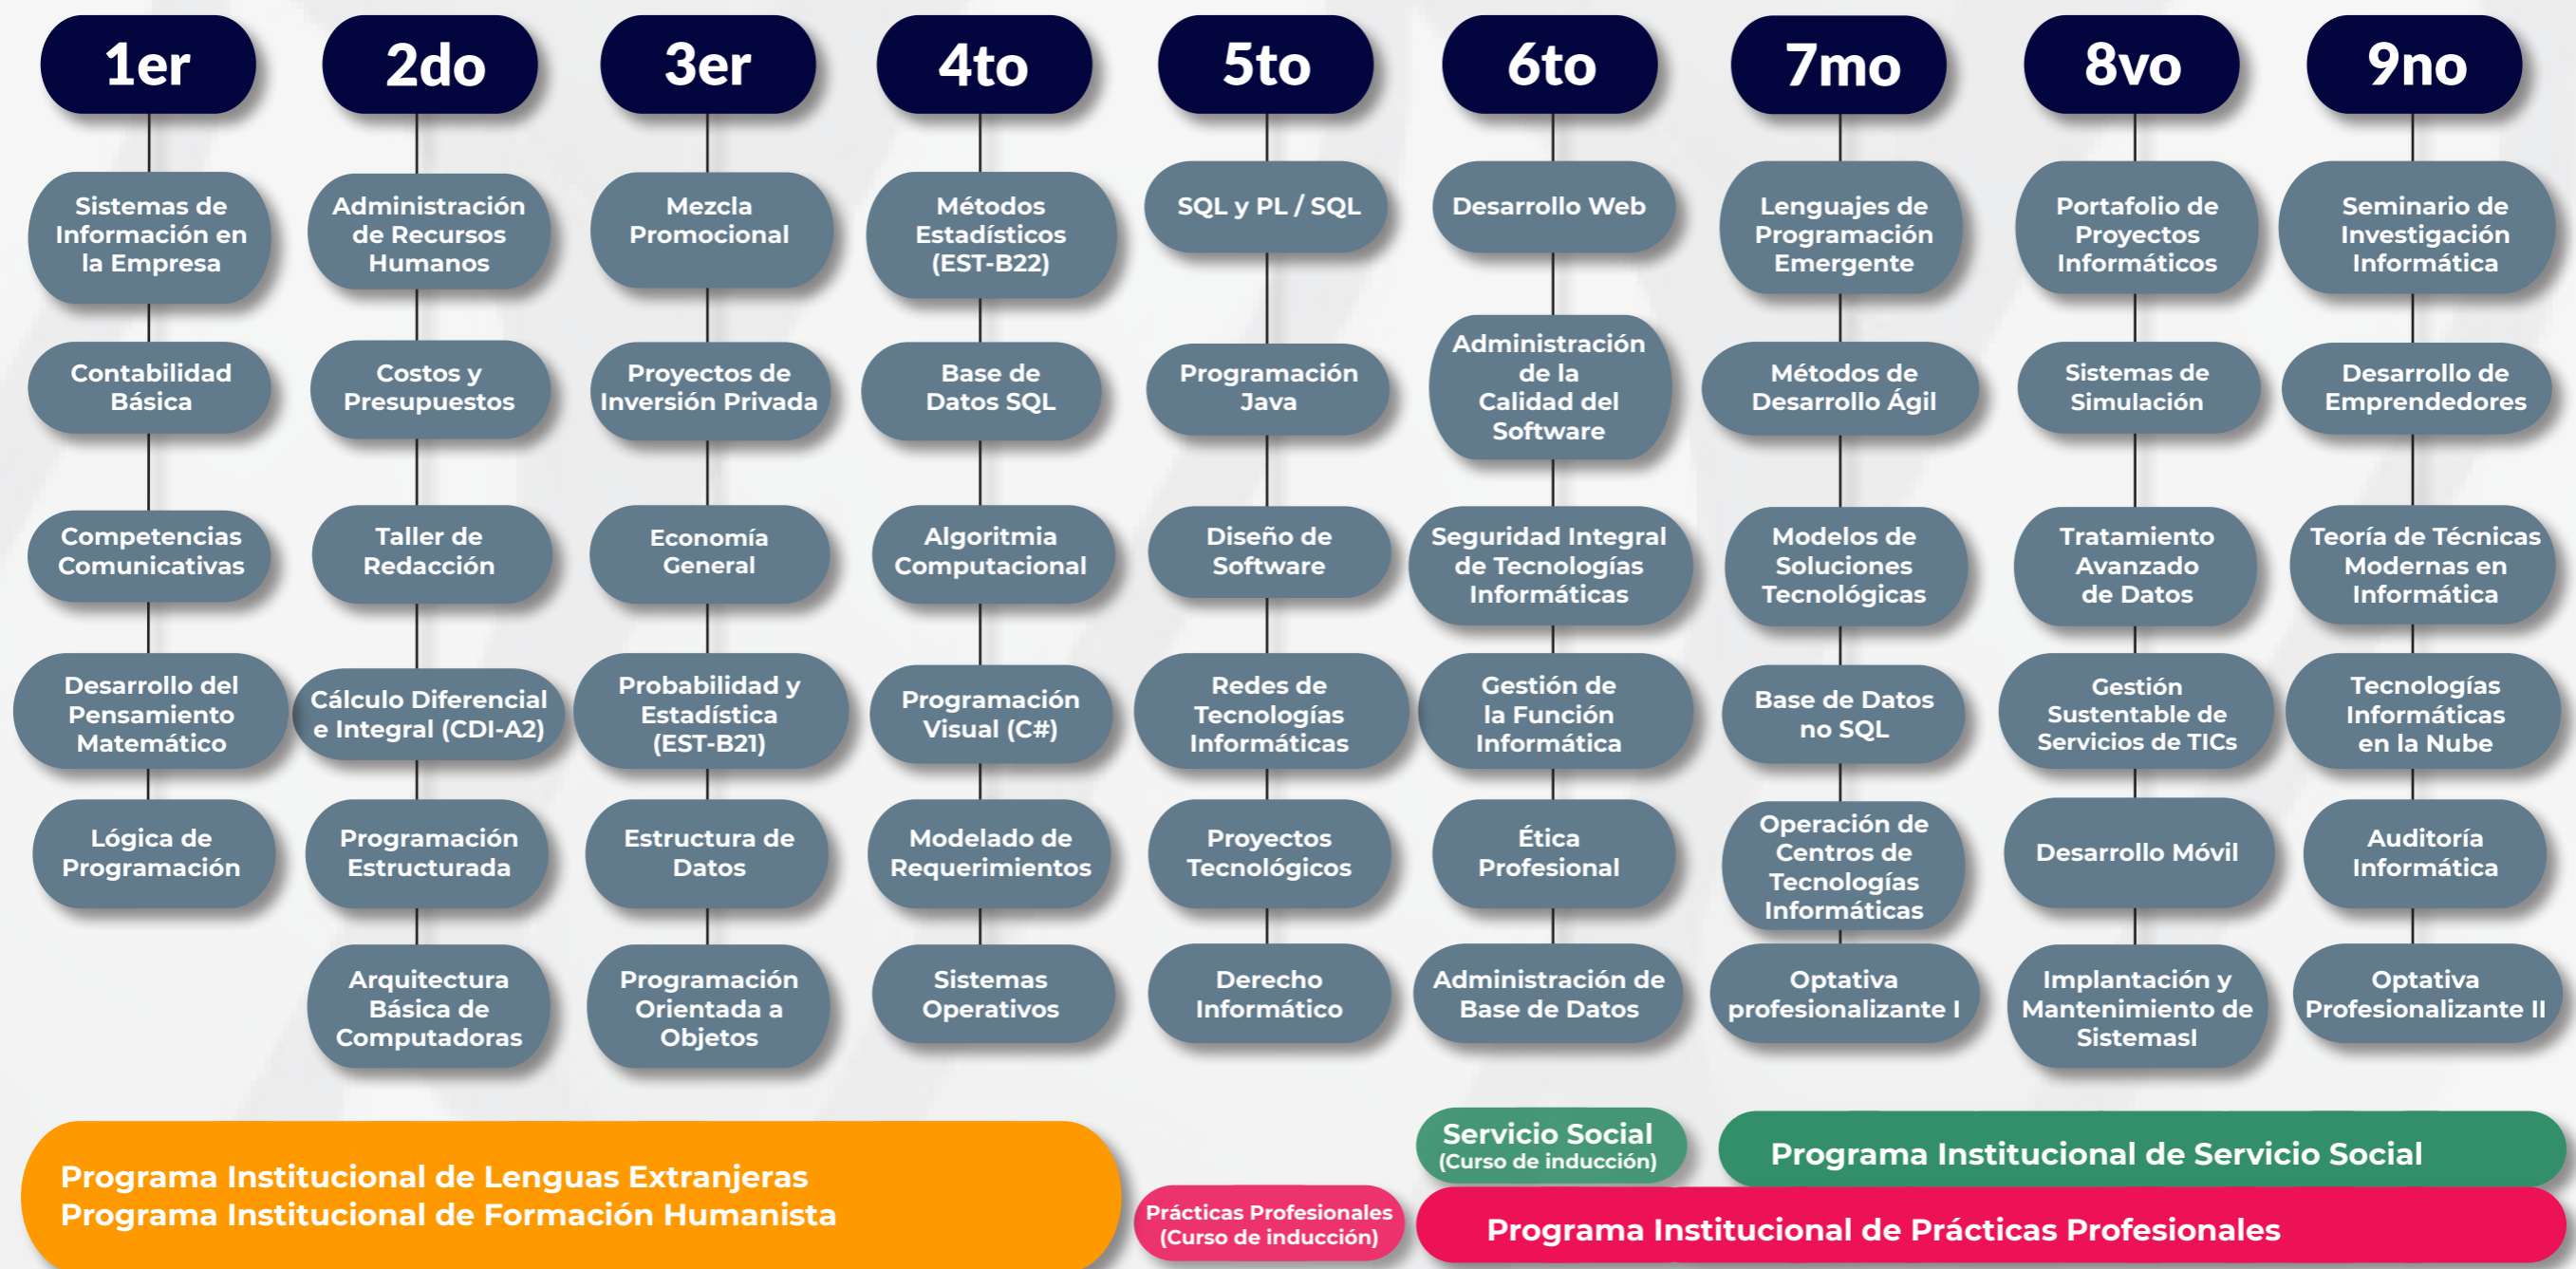 1er
Sistemas de
Información en
la Empresa
Contabilidad
Básica
Competencias
Comunicativas
Desarrollo del
Pensamiento
Matemático
Lógica de
Programación
2do
Administración
de Recursos
Humanos
Costos y
Presupuestos
Taller de
Redacción
Cálculo Diferencial
e Integral (CDI-A2)
Programación
Estructurada
Arquitectura
Básica de
Computadoras
3er
Mezcla
Promocional
Proyectos de
Inversión Privada
Economía
General
Probabilidad y
Estadística
(EST-B21)
Estructura de
Datos
Programación
Orientada a
Objetos
4to
Métodos
Estadísticos
(EST-B22)
Base de
Datos SQL
Algoritmia
Computacional
Programación
Visual (C#)
Modelado de
Requerimientos
Sistemas
Operativos
5to
SQL y PL / SQL
Programación
Java
Diseño de
Software
Redes de
Tecnologías
Informáticas
Proyectos
Tecnológicos
Derecho
Informático
6to
Desarrollo Web
Administración
de la
Calidad del
Software
Seguridad Integral
de Tecnologías
Informáticas
Gestión de
la Función
Informática
Ética
Profesional
Administración de
Base de Datos
7mo
Lenguajes de
Programación
Emergente
Métodos de
Desarrollo Ágil
Modelos de
Soluciones
Tecnológicas
Base de Datos
no SQL
Operación de
Centros de
Tecnologías
Informáticas
Optativa
profesionalizante I
8vo
Portafolio de
Proyectos
Informáticos
Sistemas de
Simulación
Tratamiento
Avanzado
de Datos
Gestión
Sustentable de
Servicios de TICs
Desarrollo Móvil
Implantación y
Mantenimiento de
SistemasI
9no
Seminario de
Investigación
Informática
Desarrollo de
Emprendedores
Teoría de Técnicas
Modernas en
Informática
Tecnologías
Informáticas
en la Nube
Auditoría
Informática
Optativa
Profesionalizante II
Programa Institucional de Lenguas Extranjeras
Programa Institucional de Formación Humanista
Prácticas Profesionales
(Curso de inducción)
Servicio Social
(Curso de inducción)
Programa Institucional de Servicio Social
Programa Institucional de Prácticas Profesionales